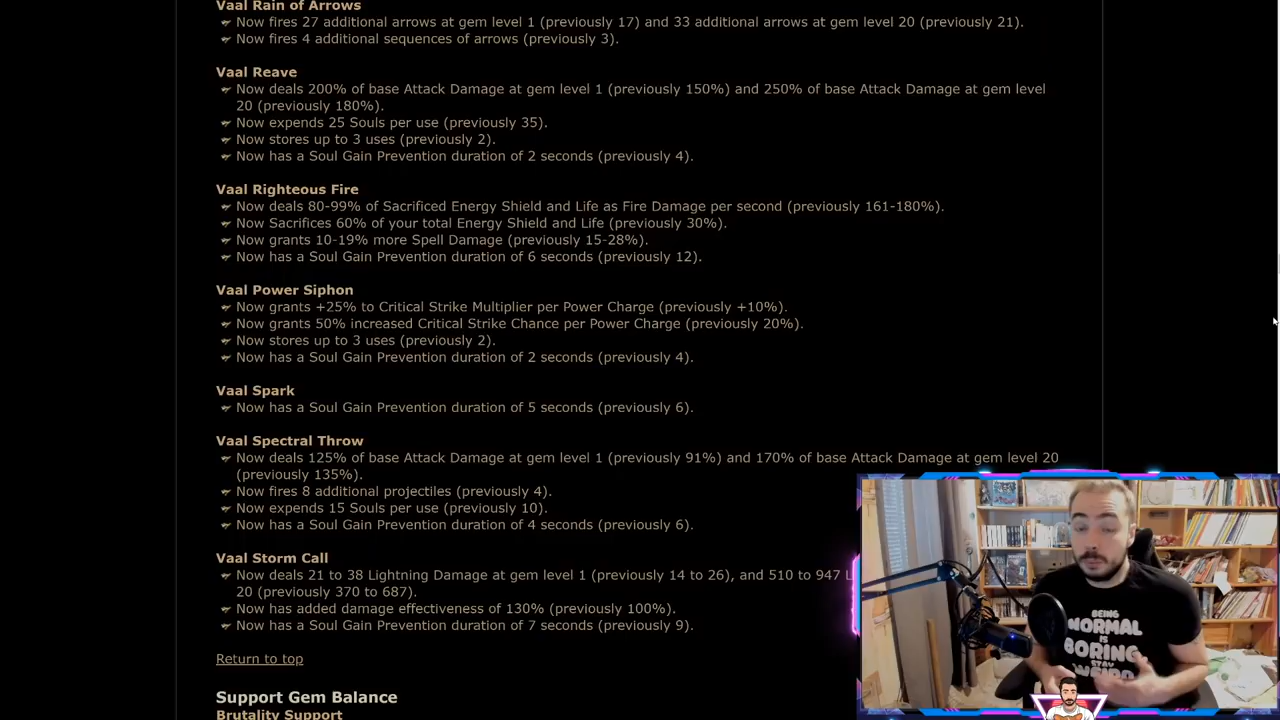 Vaal Rain of Arrows
Now fires 27 additional arrows at gem level 1 (previously 17) and 33 additional arrows at gem level 20 (previously 21).
Now fires 4 additional sequences of arrows (previously 3).
Vaal Reave
Now deals 200% of base Attack Damage at gem level 1 (previously 150%) and 250% of base Attack Damage at gem level
20 (previously 180%).
Now expends 25 Souls per use (previously 35).
Now stores up to 3 uses (previously 2).
Now has a Soul Gain Prevention duration of 2 seconds (previously 4).
Vaal Righteous Fire
Now deals 80-99% of Sacrificed Energy Shield and Life as Fire Damage per second (previously 161-180%).
Now Sacrifices 60% of your total Energy Shield and Life (previously 30%).
Now grants 10-19% more Spell Damage (previously 15-28%).
Now has a Soul Gain Prevention duration of 6 seconds (previously 12).
Vaal Power Siphon
Now grants +25% to Critical Strike Multiplier per Power Charge (previously +10%).
Now grants 50% increased Critical Strike Chance per Power Charge (previously 20%).
Now stores up to 3 uses (previously 2).
Now has a Soul Gain Prevention duration of 2 seconds (previously 4).
Vaal Spark
Now has a Soul Gain Prevention duration of 5 seconds (previously 6).
Vaal Spectral Throw
Now deals 125% of base Attack Damage at gem level 1 (previously 91%) and 170% of base Attack Damage at gem level 20
(previously 135%).
Now fires 8 additional projectiles (previously 4).
Now expends 15 Souls per use (previously 10).
Now has a Soul Gain Prevention duration of 4 seconds (previously 6).
Vaal Storm Call
Now deals 21 to 38 Lightning Damage at gem level 1 (previously 14 to 26), and 510 to 947 L
20 (previously 370 to 687).
Now has added damage effectiveness of 130% (previously 100%).
Now has a Soul Gain Prevention duration of 7 seconds (previously 9).
Return to top
Support Gem Balance
Brutality Support
BEING
NORMAL
IS
BORING
STAY
WEIRD